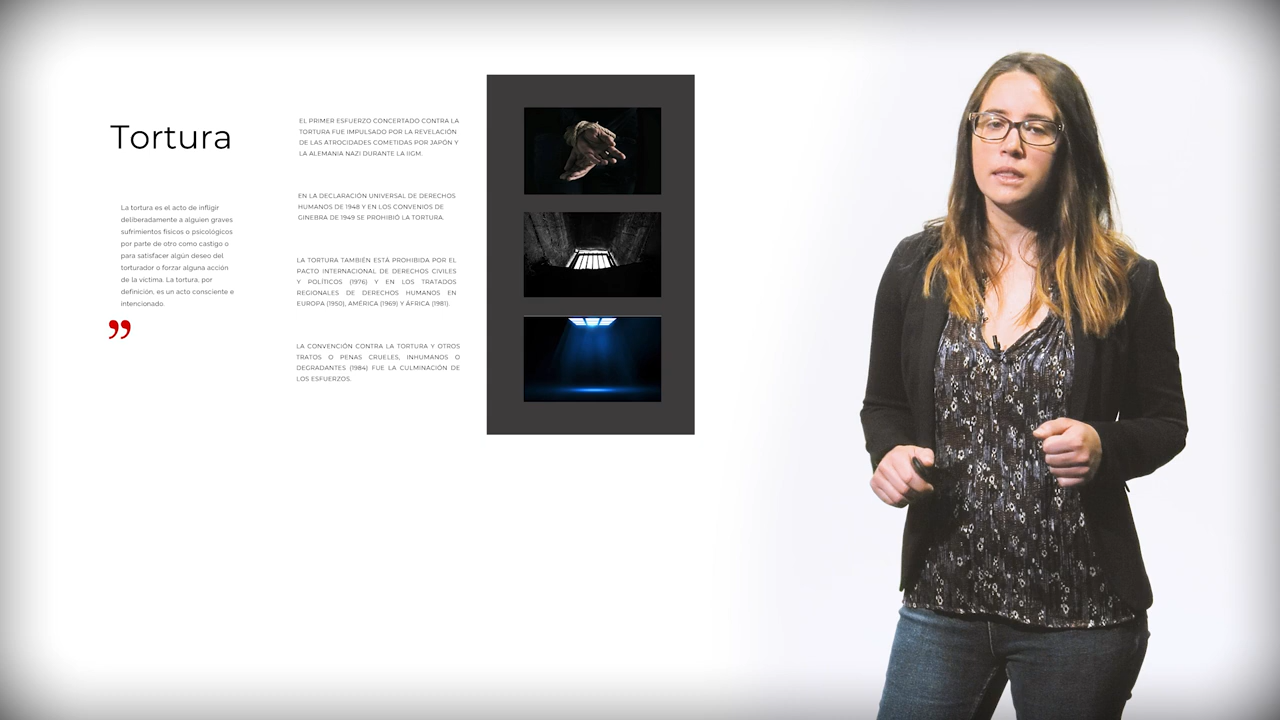 Tortura
La tortura es el acto de infligir
deliberadamente a alguien graves
sufrimientos físicos o psicológicos
por parte de otro como castigo o
para satisfacer algún deseo del
torturador o forzar alguna acción
de la víctima. La tortura, por
definición, es un acto consciente e
intencionado.
”
EL PRIMER ESFUERZO CONCERTADO CONTRA LA
TORTURA FUE IMPULSADO POR LA REVELACIÓN
DE LAS ATROCIDADES COMETIDAS POR JAPÓN Y
LA ALEMANIA NAZI DURANTE LA IIGM.
EN LA DECLARACIÓN UNIVERSAL DE DERECHOS
HUMANOS DE 1948 Y EN LOS CONVENIOS DE
GINEBRA DE 1949 SE PROHIBIÓ LA TORTURA.
LA TORTURA TAMBIÉN ESTÁ PROHIBIDA POR EL
PACTO INTERNACIONAL DE DERECHOS CIVILES
Y POLÍTICOS (1976) Y EN LOS TRATADOS
REGIONALES DE DERECHOS HUMANOS EN
EUROPA (1950), AMÉRICA (1969) Y ÁFRICA (1981).
LA CONVENCIÓN CONTRA LA TORTURA Y OTROS
TRATOS O PENAS CRUELES, INHUMANOS O
DEGRADANTES (1984) FUE LA CULMINACIÓN DE
LOS ESFUERZOS.